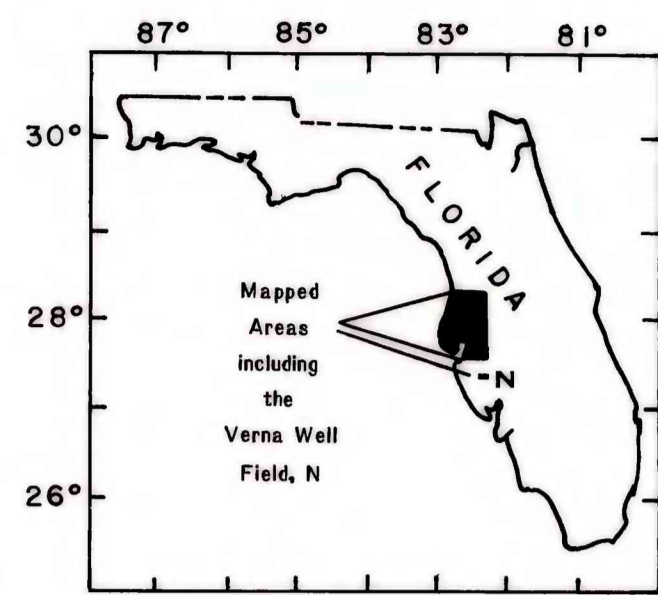 87° 85° 83° 81°
30°
28°
26°
FLORIDA
Mapped
Areas
including
the
Verna Well
Field, N
-N